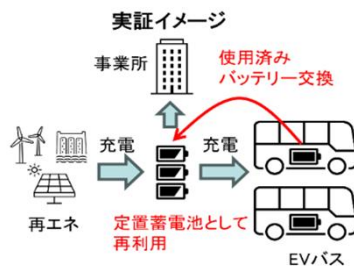 実証イメージ
事業所
使用済み
バッテリー交換
充電
充電
再エネ
定置蓄電池として
再利用
EVバス